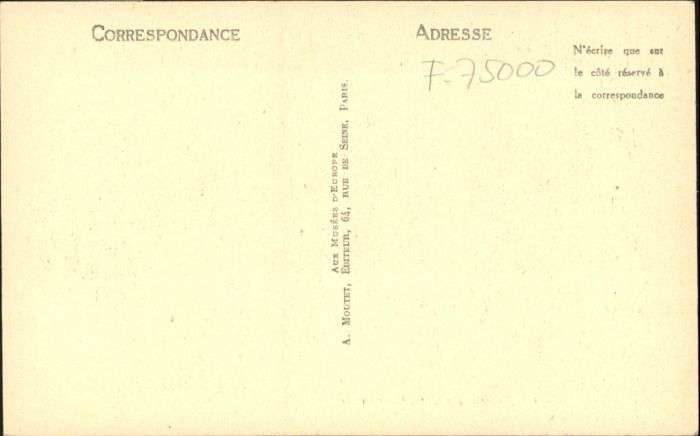 CORRESPONDANCE
ADRESSE
F-75000
N'écrire que sur
le côté réservé à
la correspondance
AUX MUSÉES D'EUROPE
A. MOUTET, EDITEUR, 64, RUE DE SEINE, PARIS.